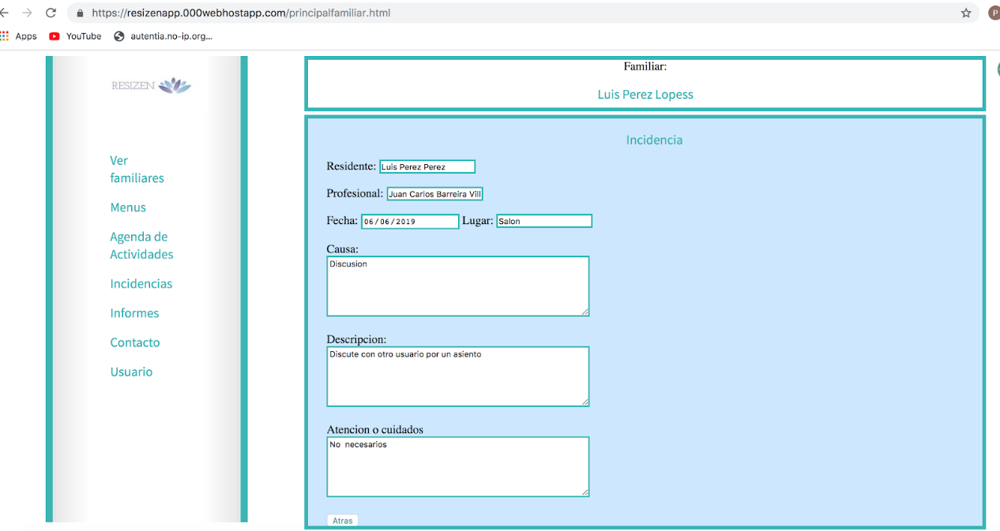 https://resizenapp.000webhostapp.com/principalfamiliar.html
P
Apps YouTube autentia.no-ip.org...
RESIZEN
Ver
familiares
Menus
Agenda de
Actividades
Incidencias
Informes
Contacto
Usuario
Familiar:
Luis Perez Lopess
Incidencia
Residente: Luis Perez Perez
Profesional: Juan Carlos Barreira Vill
Fecha: 06/06/2019 Lugar: Salon
Causa:
Discusion
Descripcion:
Discute con otro usuario por un asiento
Atencion o cuidados
No necesarios
Atras